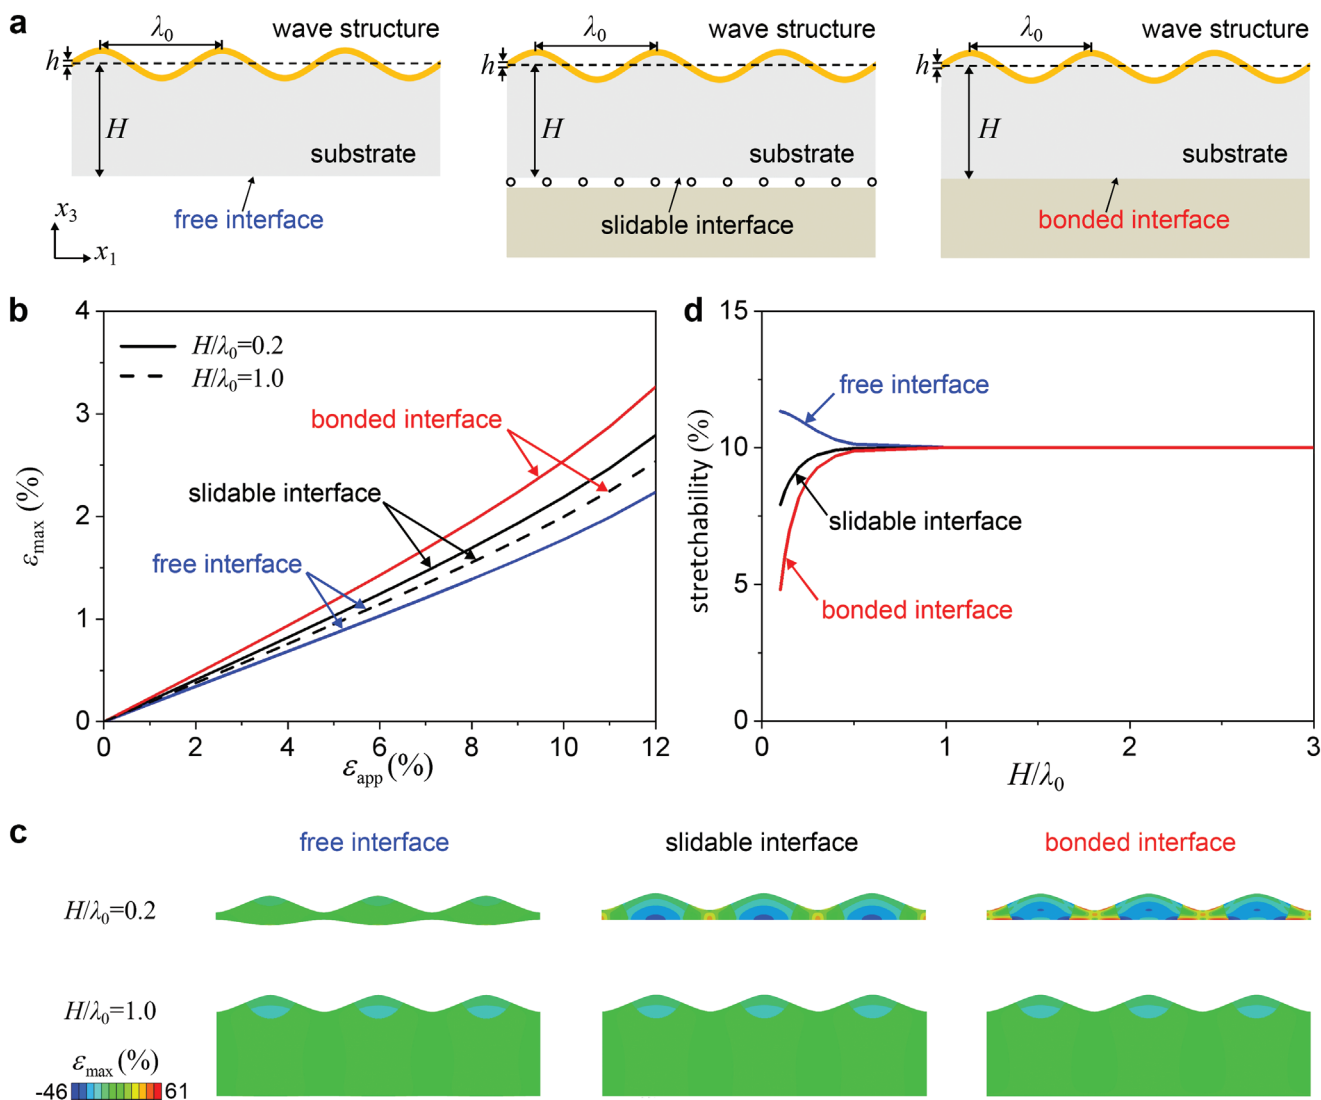 a
λ0 wave structure
h
H
substrate
free interface
x3
x1
λ0 wave structure
h
H
substrate
slidable interface
λ0 wave structure
h
H
substrate
bonded interface
b
4
3
2
1
0
εmax (%)
H/λ0=0.2
H/λ0=1.0
bonded interface
slidable interface
free interface
0 2 4 6 8 10 12
εapp (%)
d
15
10
5
0
stretchability (%)
free interface
slidable interface
bonded interface
0 1 2 3
H/λ0
c
free interface slidable interface bonded interface
H/λ0=0.2
H/λ0=1.0
εmax (%)
-46 61